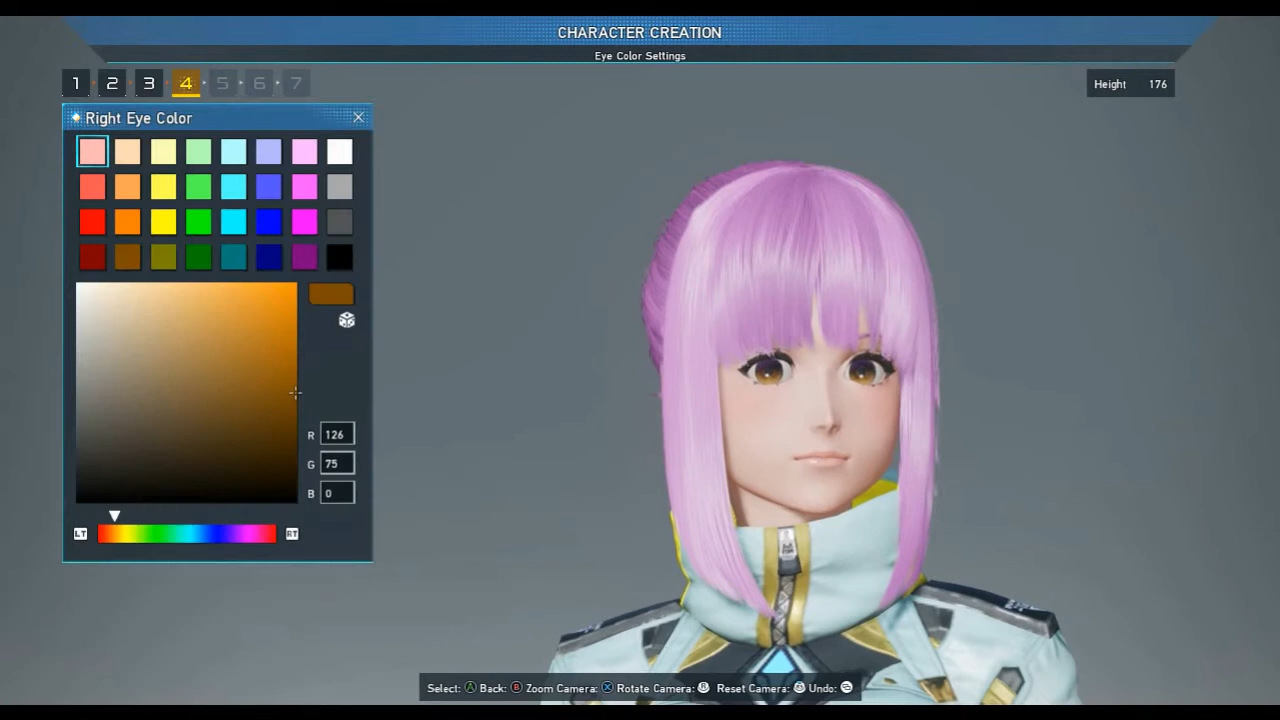 CHARACTER CREATION
Eye Color Settings
1 2 3 4 5 6 7
Height 176
Right Eye Color
R 126
G 75
B 0
LT RT
Select: A Back: B Zoom Camera: X Rotate Camera: R Reset Camera: Undo: